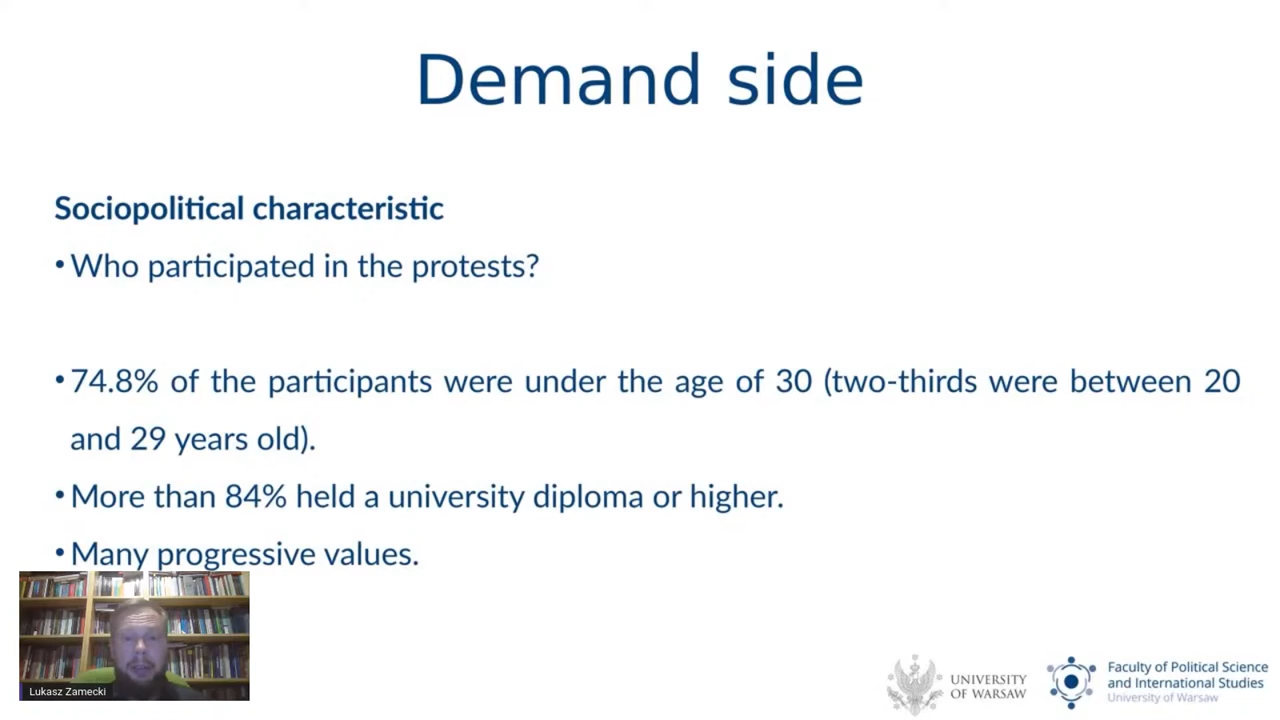 Demand side
Sociopolitical characteristic
• Who participated in the protests?
• 74.8% of the participants were under the age of 30 (two-thirds were between 20
and 29 years old).
• More than 84% held a university diploma or higher.
• Many progressive values.
Lukasz Zamecki
UNIVERSITY
OF WARSAW
Faculty of Political Science
and International Studies
University of Warsaw